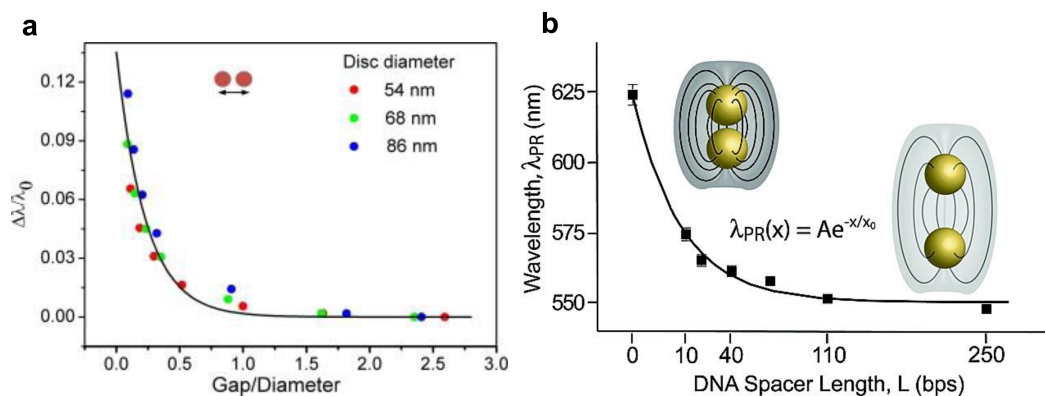 a
Δλ/λ0
0.12
0.09
0.06
0.03
0.00
0.0 0.5 1.0 1.5 2.0 2.5 3.0
Gap/Diameter
Disc diameter
54 nm
68 nm
86 nm
b
Wavelength, λPR (nm)
625
600
575
550
λPR(x) = Ae-x/x0
0 10 40 110 250
DNA Spacer Length, L (bps)